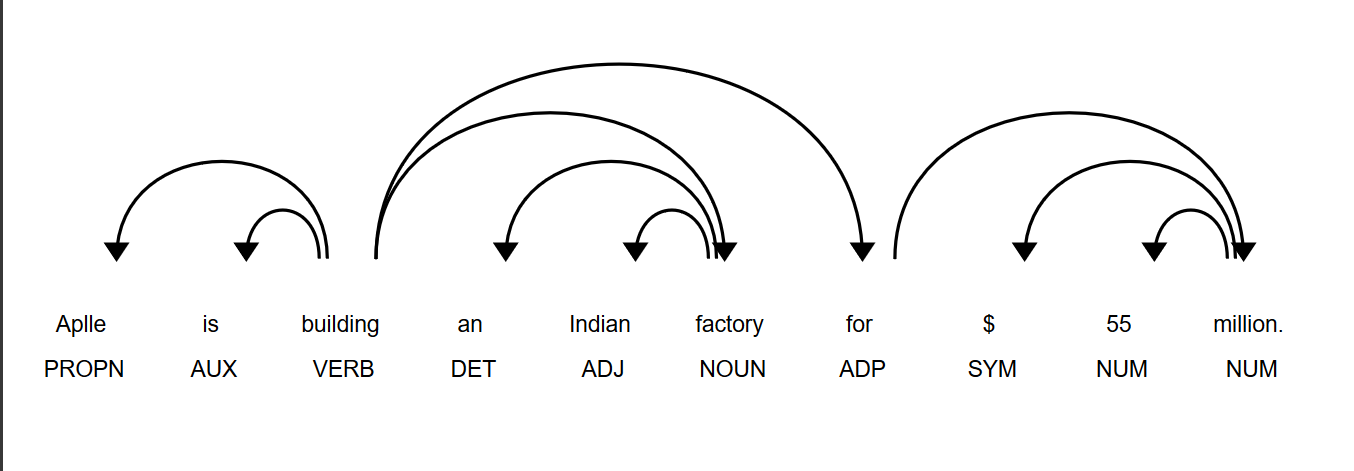 Aplle is building an Indian factory for $ 55 million.
PROPN AUX VERB DET ADJ NOUN ADP SYM NUM NUM